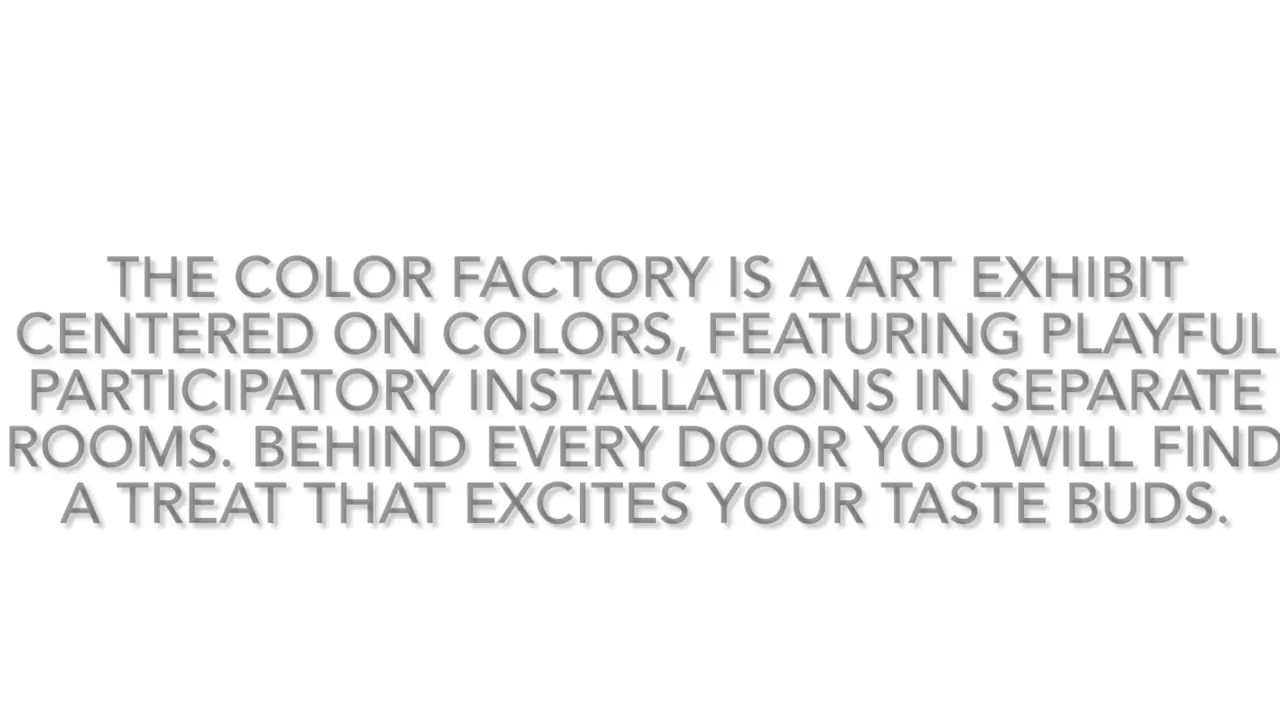 THE COLOR FACTORY IS A ART EXHIBIT
CENTERED ON COLORS, FEATURING PLAYFUL
PARTICIPATORY INSTALLATIONS IN SEPARATE
ROOMS. BEHIND EVERY DOOR YOU WILL FIND
A TREAT THAT EXCITES YOUR TASTE BUDS.